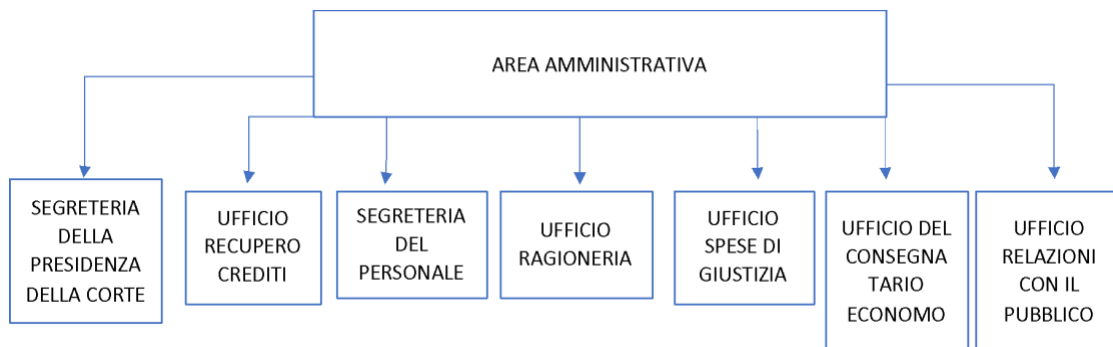 AREA AMMINISTRATIVA
SEGRETERIA
DELLA
PRESIDENZA
DELLA CORTE
UFFICIO
RECUPERO
CREDITI
SEGRETERIA
DEL
PERSONALE
UFFICIO
RAGIONERIA
UFFICIO
SPESE DI
GIUSTIZIA
UFFICIO DEL
CONSEGNA
TARIO
ECONOMO
UFFICIO
RELAZIONI
CON IL
PUBBLICO